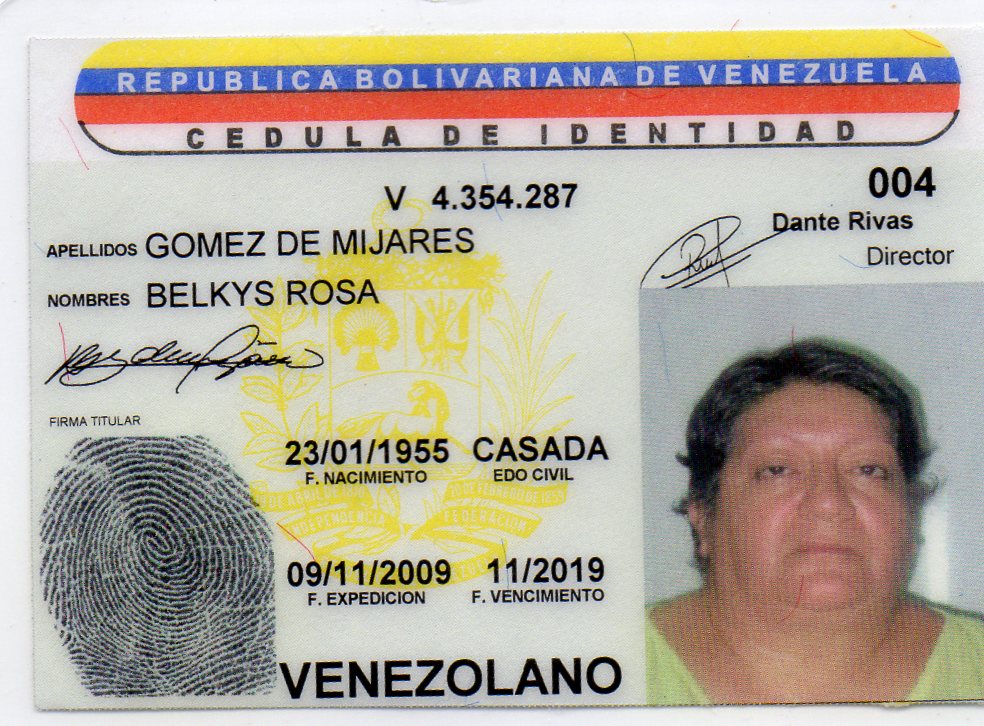 REPUBLICA BOLIVARIANA DE VENEZUELA
CEDULA DE IDENTIDAD
V 4.354.287
004
Dante Rivas
Director
APELLIDOS GOMEZ DE MIJARES
NOMBRES BELKYS ROSA
FIRMA TITULAR
23/01/1955 CASADA
F. NACIMIENTO EDO CIVIL
INDEPENDENCIA FEDERACION
09/11/2009 11/2019
F. EXPEDICION F. VENCIMIENTO
VENEZOLANO